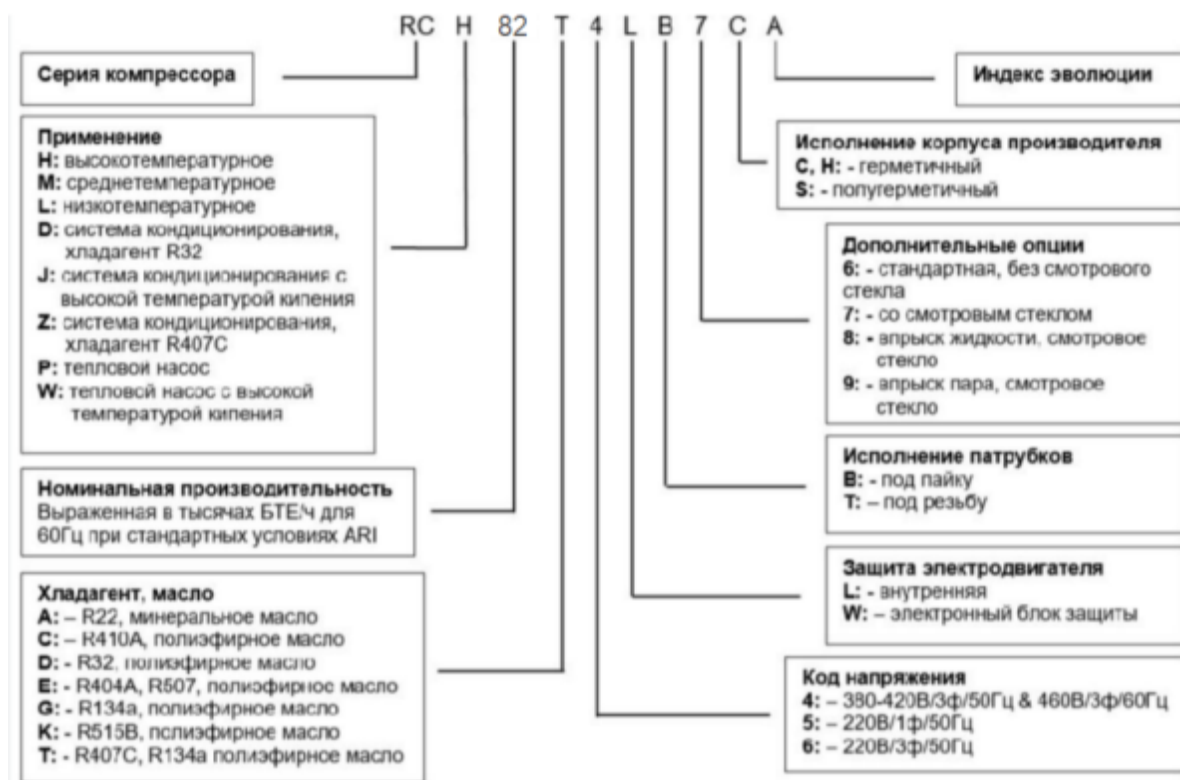 RC H 82 T 4 L B 7 C A
Серия компрессора
Применение
H: высокотемпературное
M: среднетемпературное
L: низкотемпературное
D: система кондиционирования,
хладагент R32
J: система кондиционирования с
высокой температурой кипения
Z: система кондиционирования,
хладагент R407C
P: тепловой насос
W: тепловой насос с высокой
температурой кипения
Номинальная производительность
Выраженная в тысячах БТЕ/ч для
60Гц при стандартных условиях ARI
Хладагент, масло
A: – R22, минеральное масло
C: – R410A, полиэфирное масло
D: - R32, полиэфирное масло
E: - R404A, R507, полиэфирное масло
G: - R134a, полиэфирное масло
K: - R515B, полиэфирное масло
T: - R407C, R134a полиэфирное масло
Индекс эволюции
Исполнение корпуса производителя
C, H: - герметичный
S: - полугерметичный
Дополнительные опции
6: - стандартная, без смотрового
стекла
7: - со смотровым стеклом
8: - впрыск жидкости, смотровое
стекло
9: - впрыск пара, смотровое
стекло
Исполнение патрубков
B: - под пайку
T: – под резьбу
Защита электродвигателя
L: - внутренняя
W: – электронный блок защиты
Код напряжения
4: – 380-420В/3ф/50Гц & 460В/3ф/60Гц
5: – 220В/1ф/50Гц
6: – 220В/3ф/50Гц